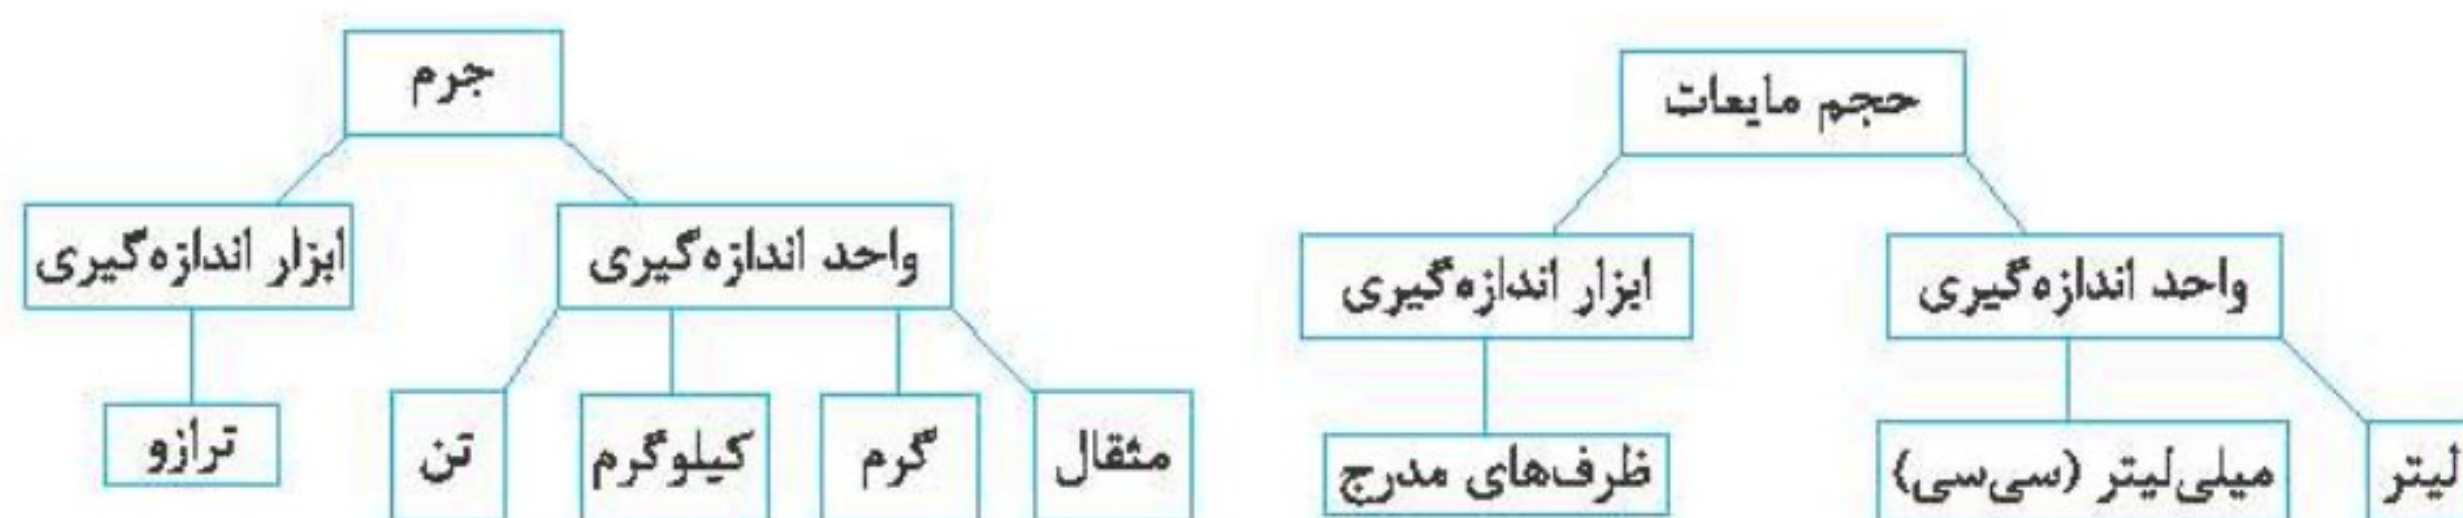 حجم مایعات
واحد اندازه‌گیری
ابزار اندازه‌گیری
لیتر
میلی‌لیتر (سی‌سی)
ظرف‌های مدرج
جرم
واحد اندازه‌گیری
ابزار اندازه‌گیری
مثقال
گرم
کیلوگرم
تن
ترازو